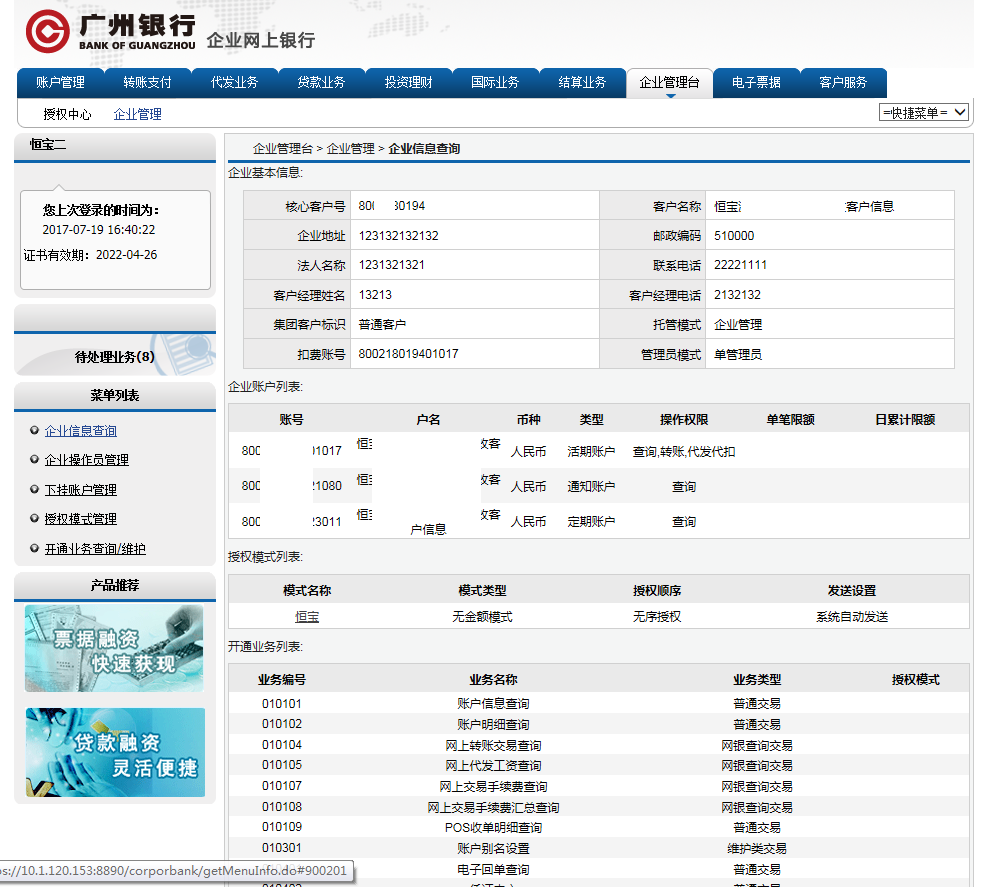 广州银行
BANK OF GUANGZHOU
企业网上银行
账户管理 转账支付 代发业务 贷款业务 投资理财 国际业务 结算业务 企业管理台 电子票据 客户服务
授权中心 企业管理 =快捷菜单=
恒宝二
您上次登录的时间为：
2017-07-19 16:40:22
证书有效期：2022-04-26
待处理业务(8)
菜单列表
企业信息查询
企业操作员管理
下挂账户管理
授权模式管理
开通业务查询/维护
产品推荐
票据融资
快速获现
贷款融资
灵活便捷
企业管理台 > 企业管理 > 企业信息查询
企业基本信息:
核心客户号 800 30194 客户名称 恒宝 客户信息
企业地址 123132132132 邮政编码 510000
法人名称 1231321321 联系电话 22221111
客户经理姓名 13213 客户经理电话 2132132
集团客户标识 普通客户 托管模式 企业管理
扣费账号 800218019401017 管理员模式 单管理员
企业账户列表:
账号 户名 币种 类型 操作权限 单笔限额 日累计限额
800 01017 恒宝 收客 人民币 活期账户 查询,转账,代发代扣
800 21080 恒宝 收客 人民币 通知账户 查询
800 23011 恒宝 收客 户信息 人民币 定期账户 查询
授权模式列表:
模式名称 模式类型 授权顺序 发送设置
恒宝 无金额模式 无序授权 系统自动发送
开通业务列表:
业务编号 业务名称 业务类型 授权模式
010101 账户信息查询 普通交易
010102 账户明细查询 普通交易
010104 网上转账交易查询 网银查询交易
010105 网上代发工资查询 网银查询交易
010107 网上交易手续费查询 网银查询交易
010108 网上交易手续费汇总查询 网银查询交易
010109 POS收单明细查询 普通交易
010301 账户别名设置 维护类交易
电子回单查询 普通交易
ps://10.1.120.153:8890/corporbank/getMenuInfo.do#900201